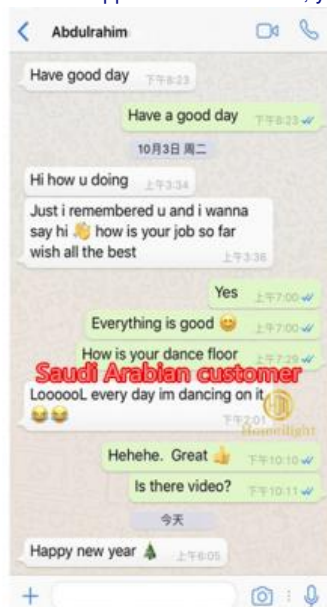 Abdulrahim
Have good day 下午8:23
Have a good day 下午8:23
10月3日 周二
Hi how u doing 上午3:34
Just i remembered u and i wanna
say hi 👋 how is your job so far
wish all the best 上午3:36
Yes 上午7:00
Everything is good 😄 上午7:00
How is your dance floor 上午7:29
Saudi Arabian customer
LoooooL every day im dancing on it
😂😂 下午7:01
Homeilight
Hehehe. Great 👍 下午10:10
Is there video? 下午10:11
今天
Happy new year 🎄 上午6:05